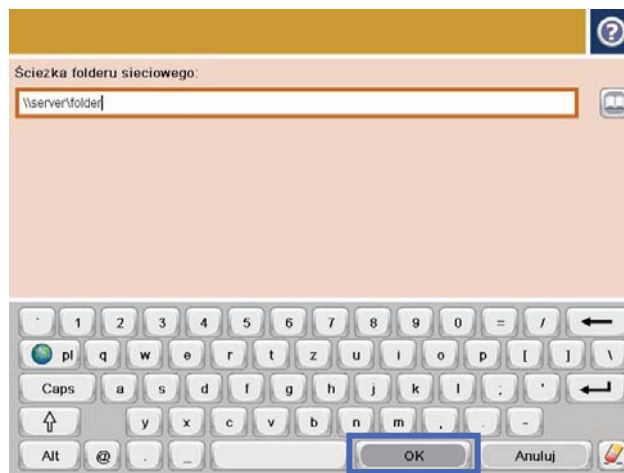 ?
Ścieżka folderu sieciowego:
\\server\folder
1 2 3 4 5 6 7 8 9 0 = /
pl q w e r t z u i o p [ ] \
Caps a s d f g h j k l ; '
y x c v b n m , . -
Alt @ . _ OK Anuluj